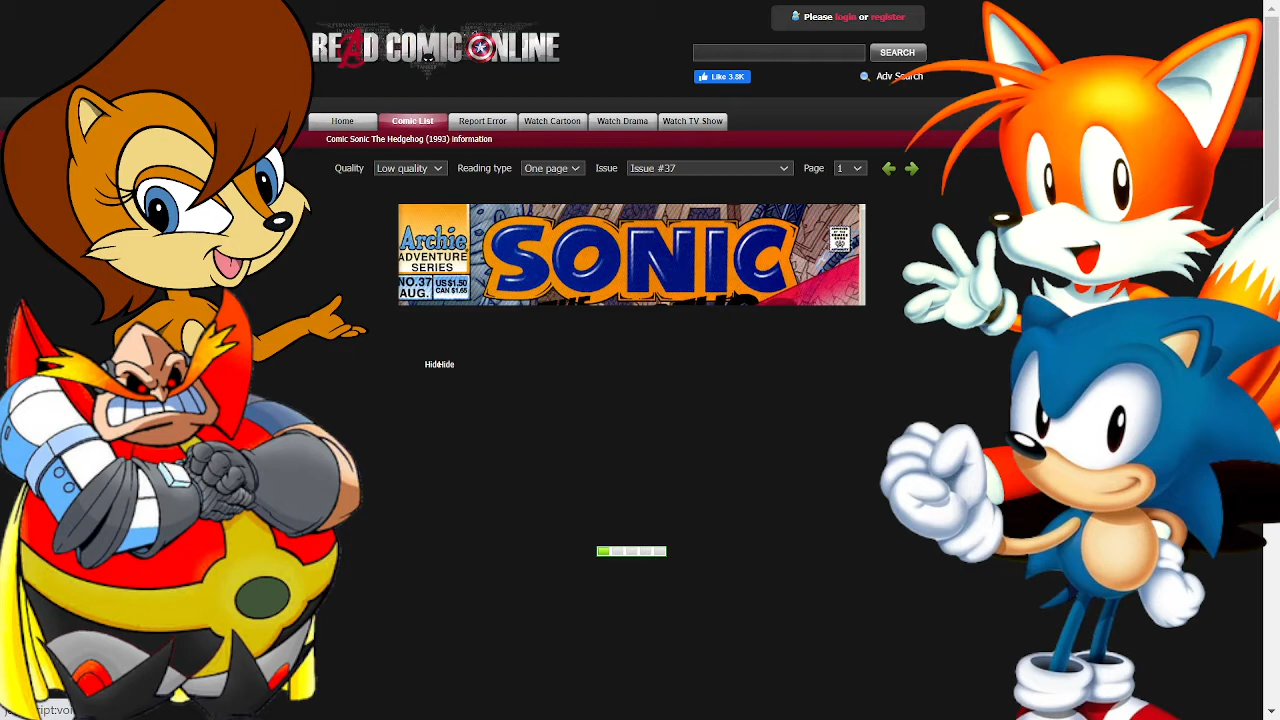 Please login or register
READ COMIC ONLINE
SEARCH
Like 3.8K
Adv Search
Home
Comic List
Report Error
Watch Cartoon
Watch Drama
Watch TV Show
Comic Sonic The Hedgehog (1993) Information
Quality Low quality Reading type One page Issue Issue #37 Page 1
Archie
ADVENTURE
SERIES
NO.37
AUG.
US$1.50
CAN $1.65
SONIC
HideHide